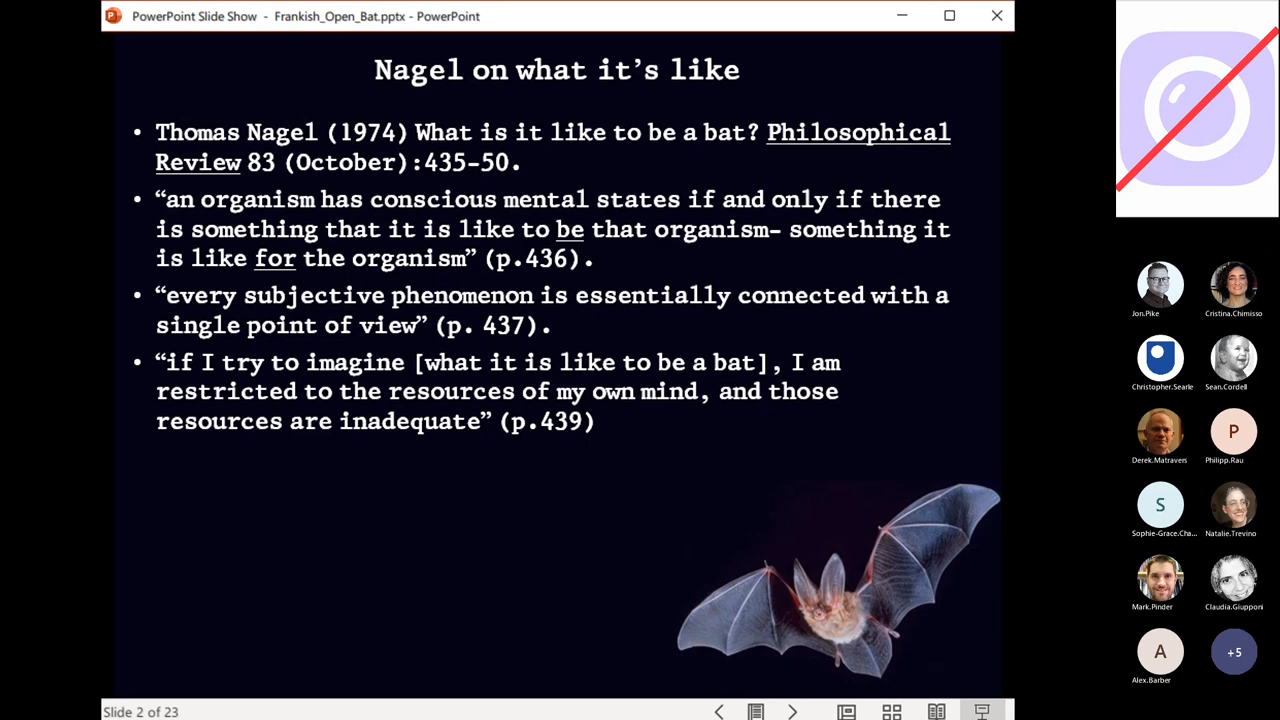 PowerPoint Slide Show - Frankish_Open_Bat.pptx - PowerPoint
Nagel on what it's like
• Thomas Nagel (1974) What is it like to be a bat? Philosophical
Review 83 (October):435-50.
• “an organism has conscious mental states if and only if there
is something that it is like to be that organism– something it
is like for the organism” (p.436).
• “every subjective phenomenon is essentially connected with a
single point of view” (p. 437).
• “if I try to imagine [what it is like to be a bat], I am
restricted to the resources of my own mind, and those
resources are inadequate” (p.439)
Slide 2 of 23
Jon.Pike
Cristina.Chimisso
Christopher.Searle
Sean.Cordell
P
Derek.Matravers
Philipp.Rau
S
Sophie-Grace.Cha...
Natalie.Trevino
Mark.Pinder
Claudia.Giupponi
A
+5
Alex.Barber